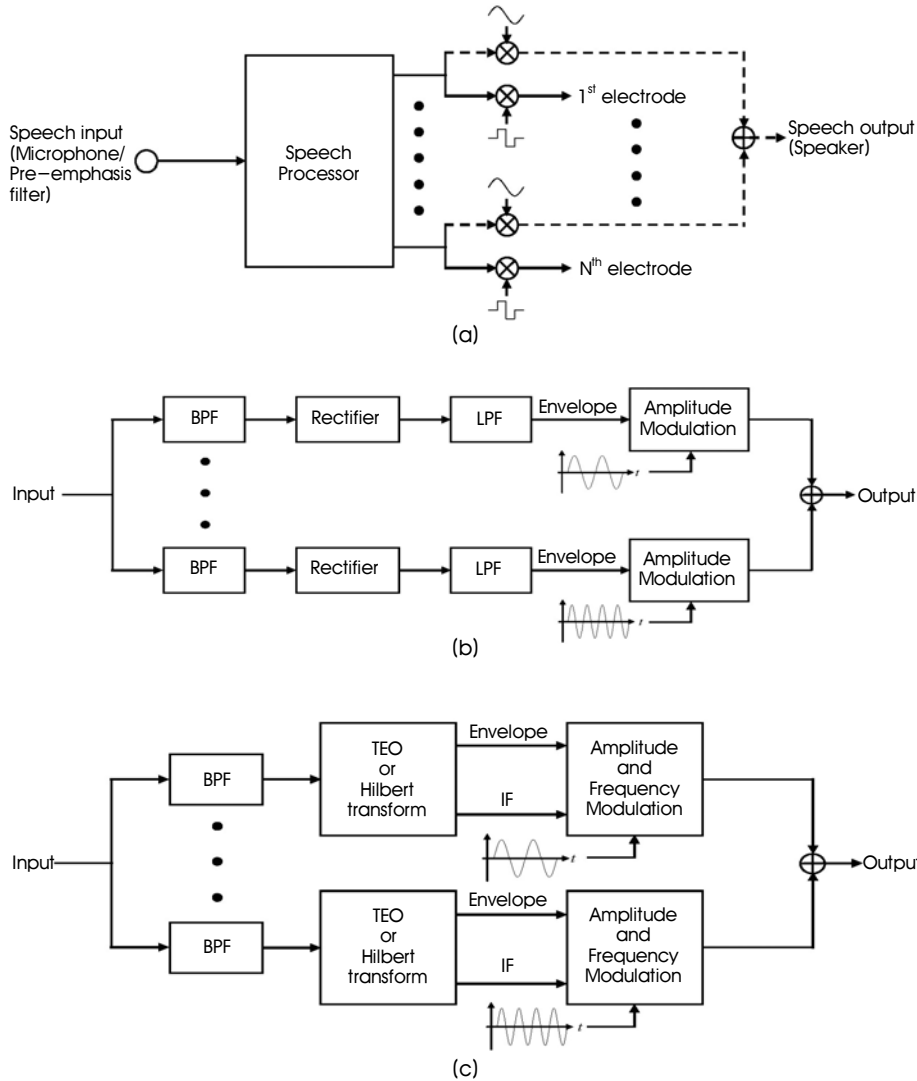 Speech input
(Microphone/
Pre-emphasis
filter)
Speech
Processor
1st electrode
Speech output
(Speaker)
Nth electrode
(a)
Input
BPF
Rectifier
LPF
Envelope
Amplitude
Modulation
t
BPF
Rectifier
LPF
Envelope
Amplitude
Modulation
t
Output
(b)
Input
BPF
TEO
or
Hilbert
transform
Envelope
IF
Amplitude
and
Frequency
Modulation
t
BPF
TEO
or
Hilbert
transform
Envelope
IF
Amplitude
and
Frequency
Modulation
t
Output
(c)